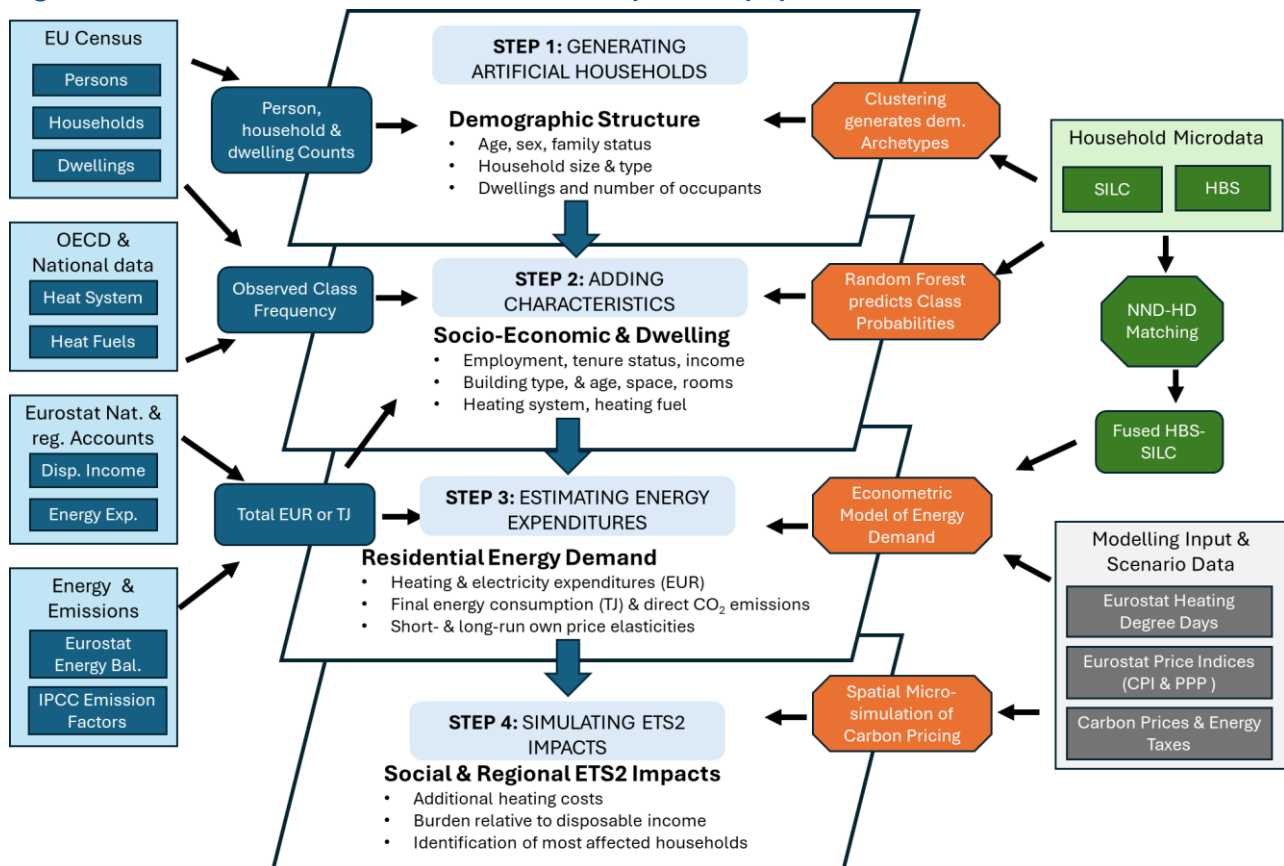 EU Census
Persons
Households
Dwellings
OECD &
National data
Heat System
Heat Fuels
Eurostat Nat. &
reg. Accounts
Disp. Income
Energy Exp.
Energy &
Emissions
Eurostat
Energy Bal.
IPCC Emission
Factors
Person,
household &
dwelling Counts
Observed Class
Frequency
Total EUR or TJ
STEP 1: GENERATING
ARTIFICIAL HOUSEHOLDS
Demographic Structure
• Age, sex, family status
• Household size & type
• Dwellings and number of occupants
STEP 2: ADDING
CHARACTERISTICS
Socio-Economic & Dwelling
• Employment, tenure status, income
• Building type, & age, space, rooms
• Heating system, heating fuel
STEP 3: ESTIMATING ENERGY
EXPENDITURES
Residential Energy Demand
• Heating & electricity expenditures (EUR)
• Final energy consumption (TJ) & direct CO₂ emissions
• Short- & long-run own price elasticities
STEP 4: SIMULATING ETS2
IMPACTS
Social & Regional ETS2 Impacts
• Additional heating costs
• Burden relative to disposable income
• Identification of most affected households
Clustering
generates dem.
Archetypes
Random Forest
predicts Class
Probabilities
Econometric
Model of Energy
Demand
Spatial Micro-
simulation of
Carbon Pricing
Household Microdata
SILC
HBS
NND-HD
Matching
Fused HBS-
SILC
Modelling Input &
Scenario Data
Eurostat Heating
Degree Days
Eurostat Price Indices
(CPI & PPP )
Carbon Prices & Energy
Taxes